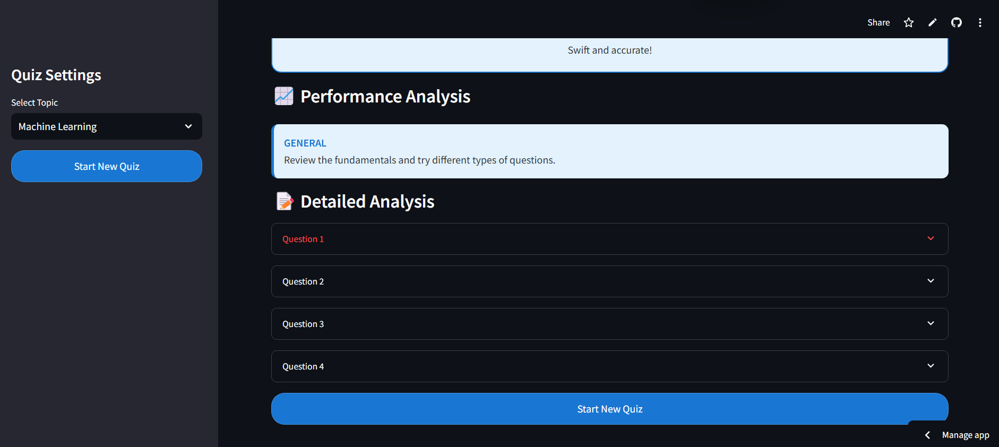 Share
Quiz Settings
Select Topic
Machine Learning
Start New Quiz
Swift and accurate!
Performance Analysis
GENERAL
Review the fundamentals and try different types of questions.
Detailed Analysis
Question 1
Question 2
Question 3
Question 4
Start New Quiz
Manage app